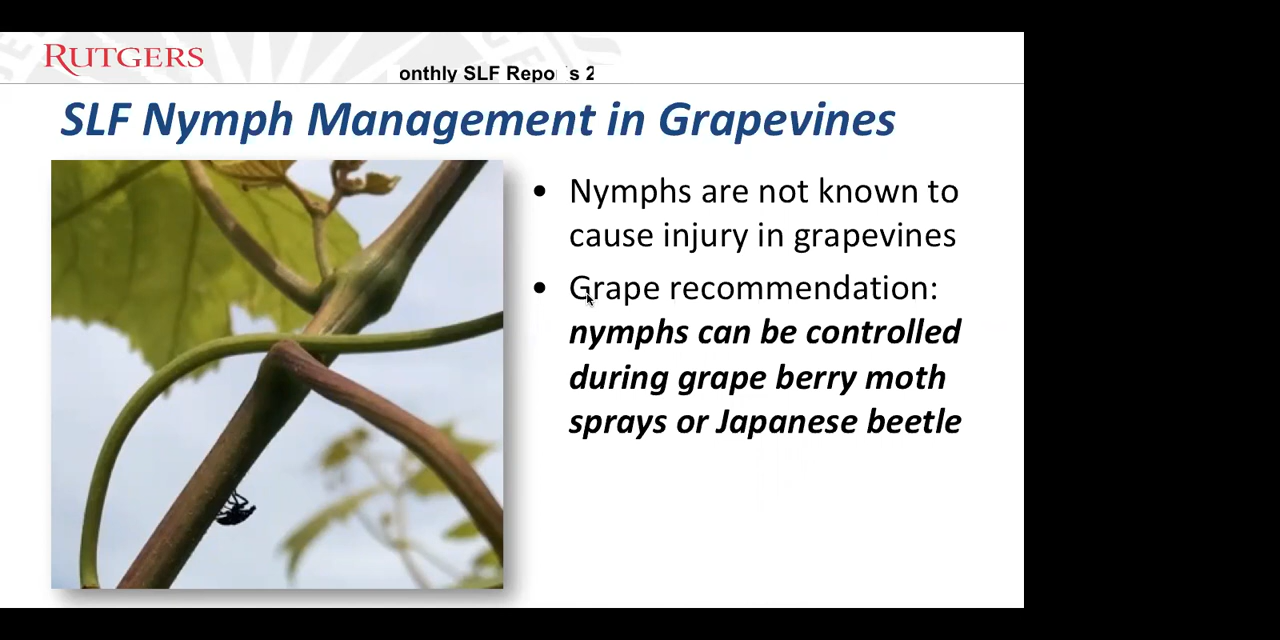 RUTGERS
onthly SLF Repo s 2
SLF Nymph Management in Grapevines
• Nymphs are not known to
cause injury in grapevines
• Grape recommendation:
nymphs can be controlled
during grape berry moth
sprays or Japanese beetle